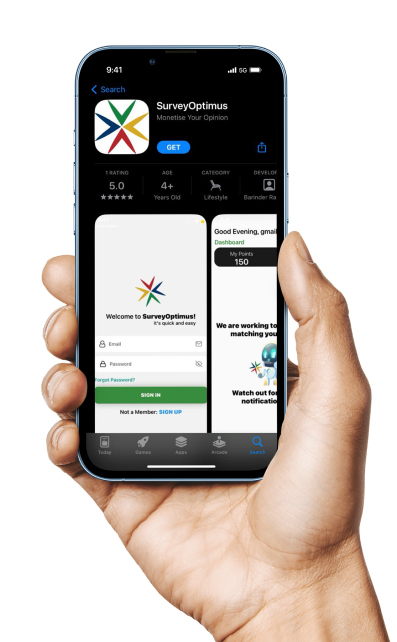 9:41
5G
Search
SurveyOptimus
Monetise Your Opinion
GET
1 RATING
AGE
CATEGORY
DEVELOP
5.0
4+
Years Old
Lifestyle
Barinder Ra
Welcome to SurveyOptimus!
it's quick and easy
Email
Password
Forgot Password?
SIGN IN
Not a Member: SIGN UP
Good Evening, gmail
Dashboard
My Points
150
We are working to
matching you
Watch out for
notificatio
Today
Games
Apps
Arcade
Search